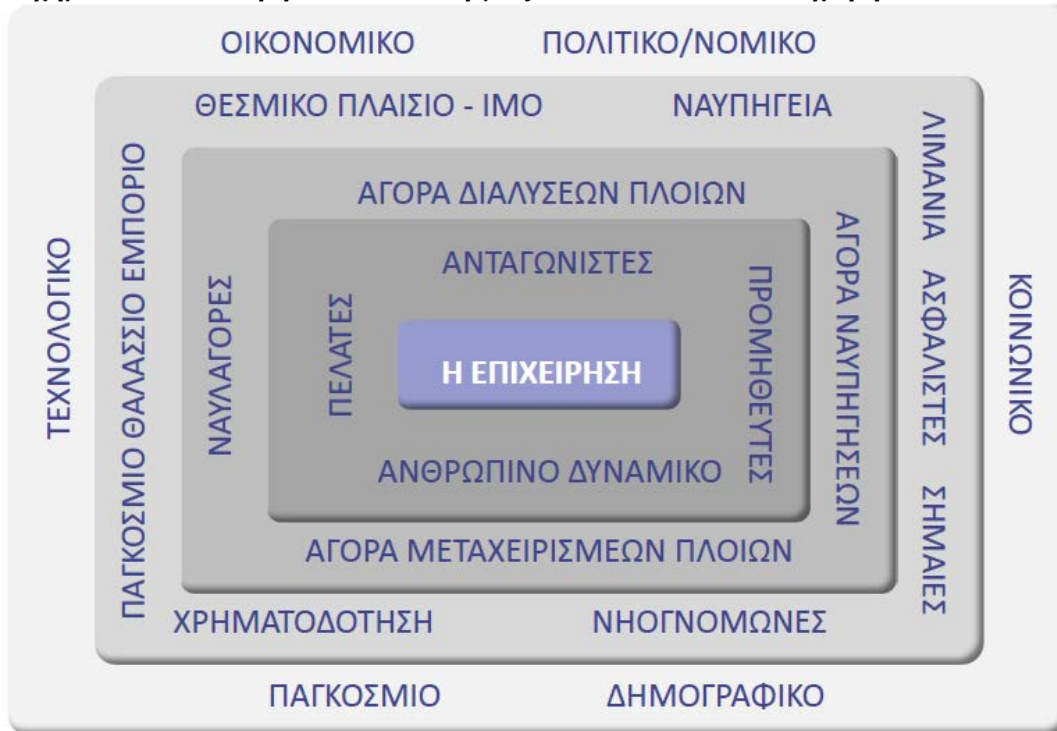 ΟΙΚΟΝΟΜΙΚΟ
ΠΟΛΙΤΙΚΟ/ΝΟΜΙΚΟ
ΤΕΧΝΟΛΟΓΙΚΟ
ΚΟΙΝΩΝΙΚΟ
ΠΑΓΚΟΣΜΙΟ
ΔΗΜΟΓΡΑΦΙΚΟ
ΘΕΣΜΙΚΟ ΠΛΑΙΣΙΟ - ΙΜΟ
ΝΑΥΠΗΓΕΙΑ
ΠΑΓΚΟΣΜΙΟ ΘΑΛΑΣΣΙΟ ΕΜΠΟΡΙΟ
ΛΙΜΑΝΙΑ ΑΣΦΑΛΙΣΤΕΣ ΣΗΜΑΙΕΣ
ΧΡΗΜΑΤΟΔΟΤΗΣΗ
ΝΗΟΓΝΟΜΩΝΕΣ
ΑΓΟΡΑ ΔΙΑΛΥΣΕΩΝ ΠΛΟΙΩΝ
ΝΑΥΛΑΓΟΡΕΣ
ΑΓΟΡΑ ΝΑΥΠΗΓΗΣΕΩΝ
ΑΓΟΡΑ ΜΕΤΑΧΕΙΡΙΣΜΕΩΝ ΠΛΟΙΩΝ
ΑΝΤΑΓΩΝΙΣΤΕΣ
ΠΕΛΑΤΕΣ
ΠΡΟΜΗΘΕΥΤΕΣ
Η ΕΠΙΧΕΙΡΗΣΗ
ΑΝΘΡΩΠΙΝΟ ΔΥΝΑΜΙΚΟ